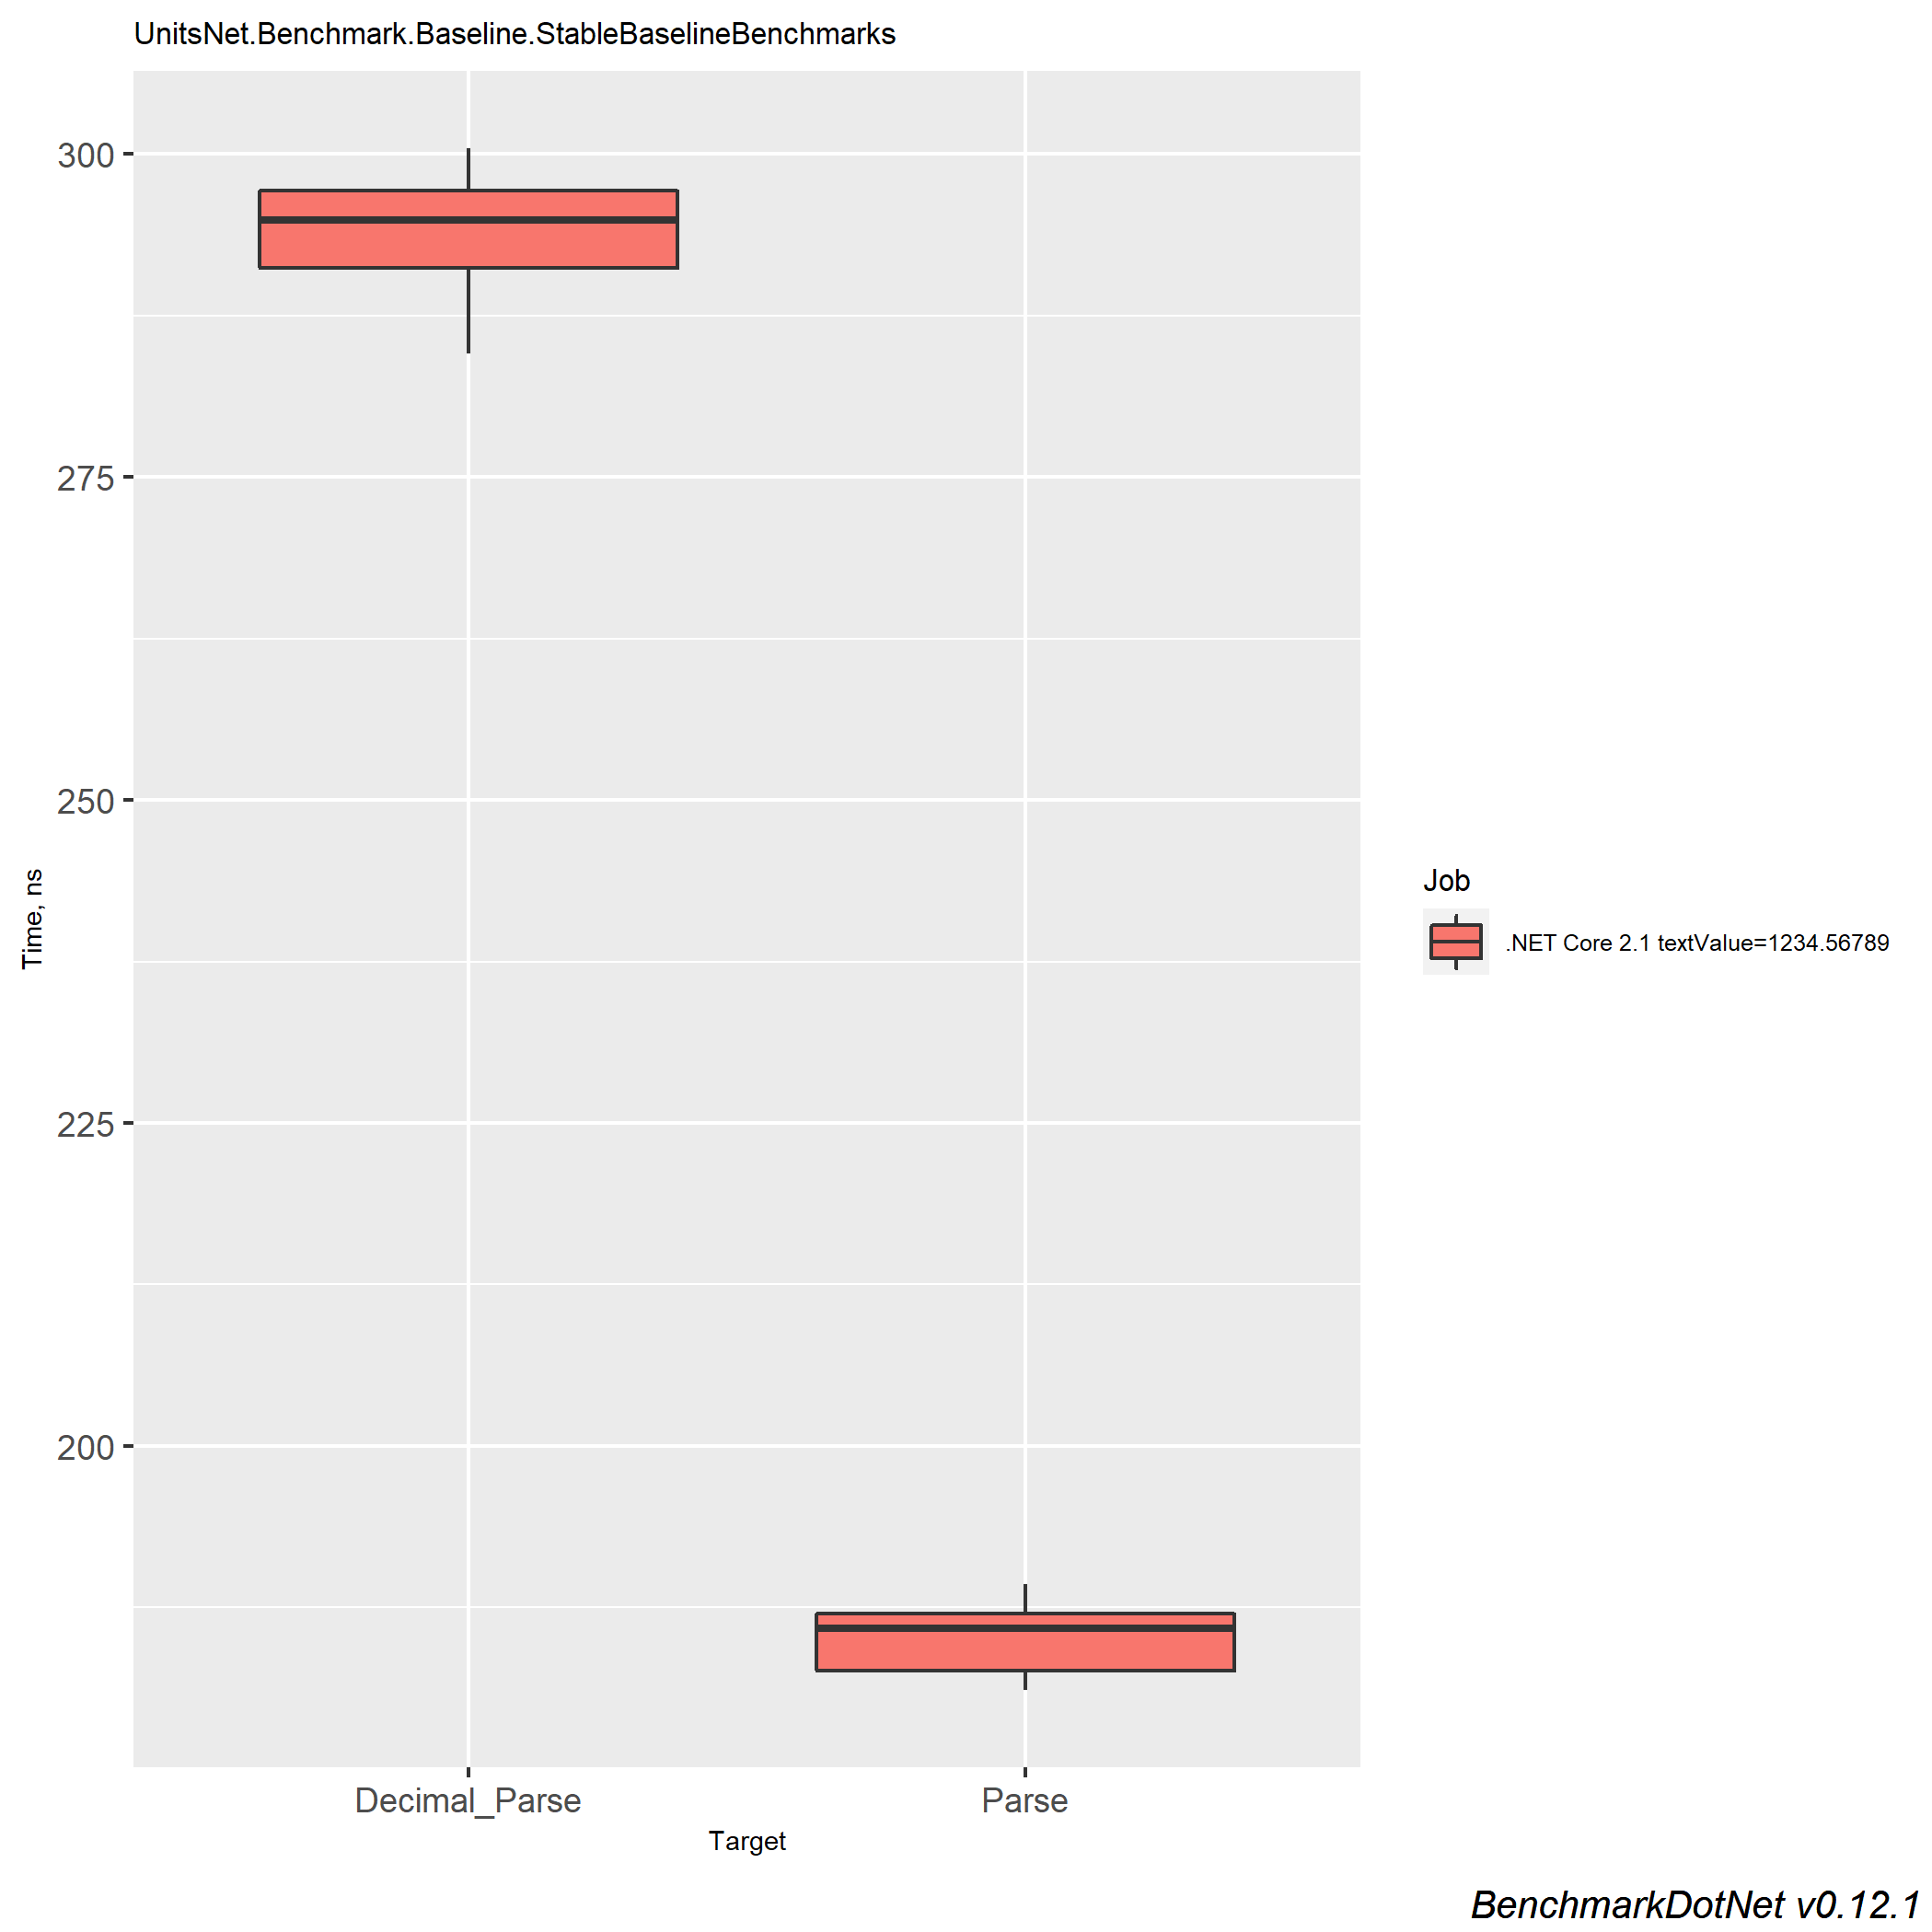 UnitsNet.Benchmark.Baseline.StableBaselineBenchmarks
300
275
250
225
200
Time, ns
Decimal_Parse
Parse
Target
Job
.NET Core 2.1 textValue=1234.56789
BenchmarkDotNet v0.12.1